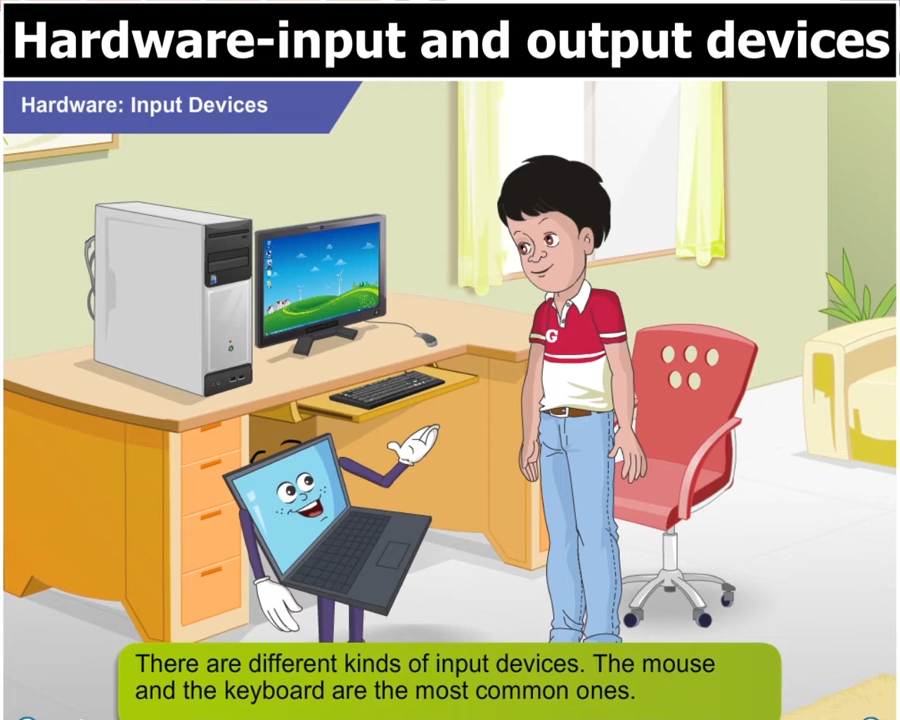 Hardware-input and output devices
Hardware: Input Devices
G
There are different kinds of input devices. The mouse
and the keyboard are the most common ones.